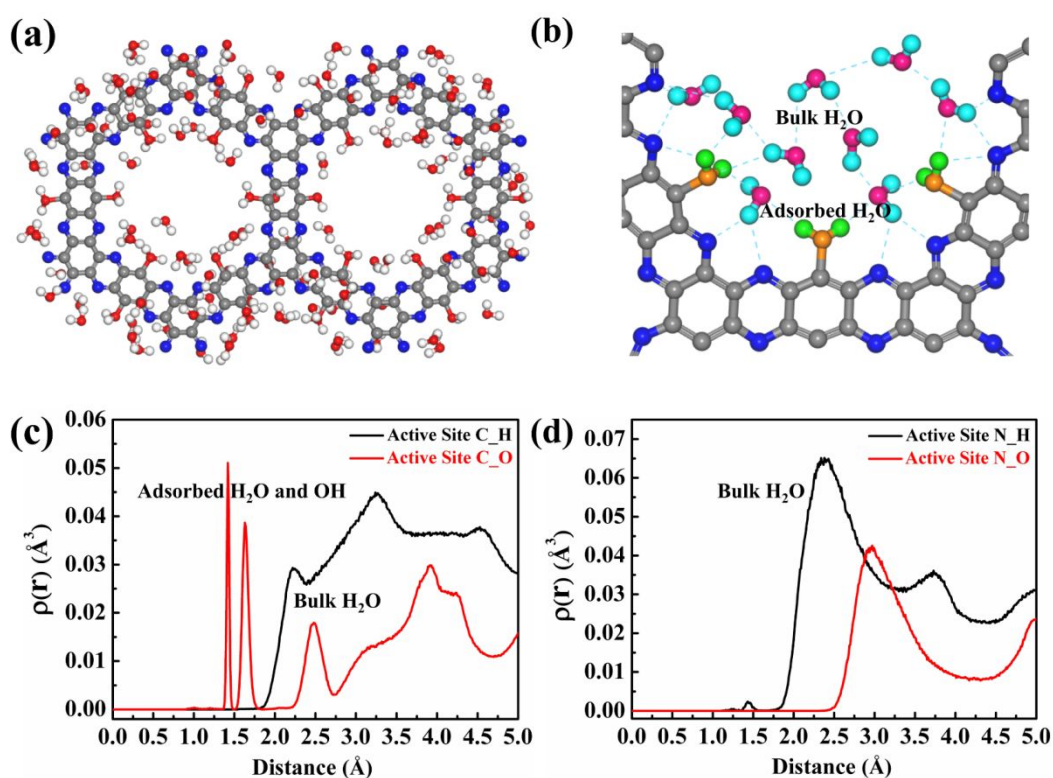 (a)
(b)
Bulk H₂O
Adsorbed H₂O
(c)
0.06
0.05
0.04
0.03
0.02
0.01
0.00
ρ(r) (Å³)
Active Site C_H
Active Site C_O
Adsorbed H₂O and OH
Bulk H₂O
0.0 0.5 1.0 1.5 2.0 2.5 3.0 3.5 4.0 4.5 5.0
Distance (Å)
(d)
0.07
0.06
0.05
0.04
0.03
0.02
0.01
0.00
ρ(r) (Å³)
Active Site N_H
Active Site N_O
Bulk H₂O
0.0 0.5 1.0 1.5 2.0 2.5 3.0 3.5 4.0 4.5 5.0
Distance (Å)